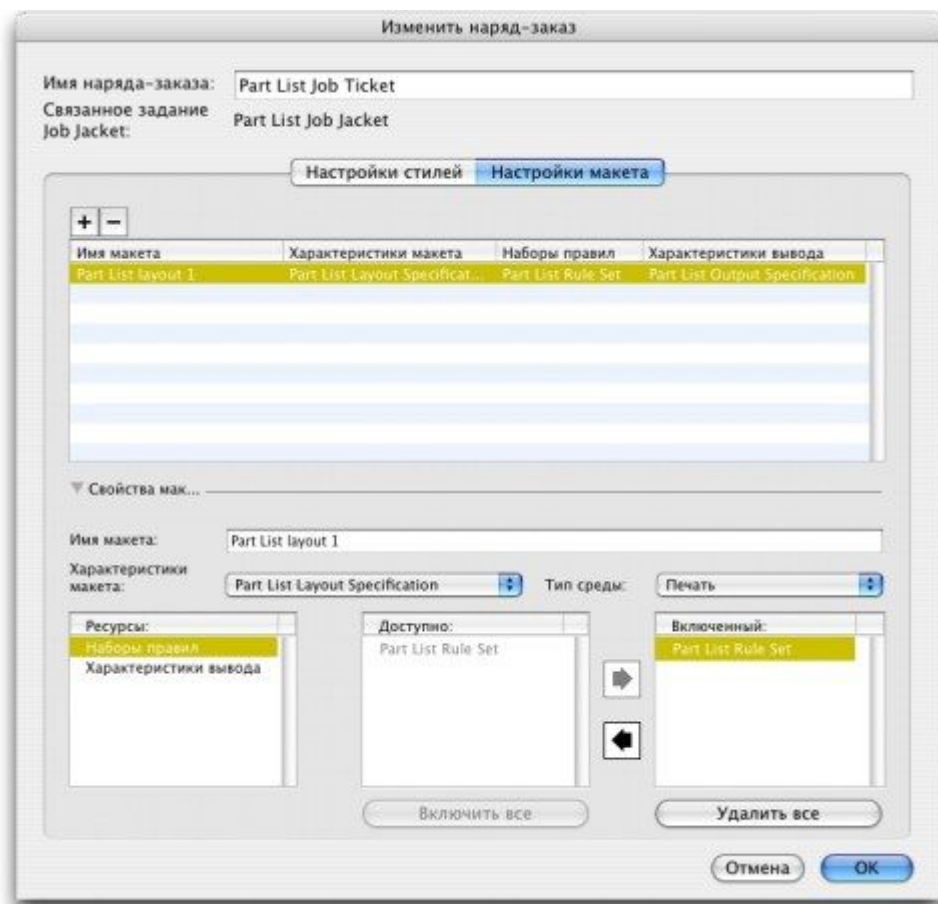 Изменить наряд-заказ
Имя наряда-заказа: Part List Job Ticket
Связанное задание
Job Jacket: Part List Job Jacket
Настройки стилей Настройки макета
+ −
Имя макета Характеристики макета Наборы правил Характеристики вывода
Part List layout 1 Part List Layout Specificat... Part List Rule Set Part List Output Specification
Свойства мак...
Имя макета: Part List layout 1
Характеристики
макета: Part List Layout Specification Тип среды: Печать
Ресурсы: Доступно: Включенный:
Наборы правил Part List Rule Set Part List Rule Set
Характеристики вывода
Включить все Удалить все
Отмена OK